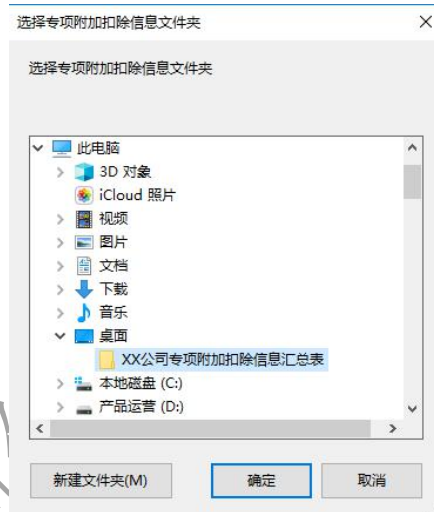 选择专项附加扣除信息文件夹
选择专项附加扣除信息文件夹
此电脑
3D 对象
iCloud 照片
视频
图片
文档
下载
音乐
桌面
XX公司专项附加扣除信息汇总表
本地磁盘 (C:)
产品运营 (D:)
新建文件夹(M) 确定 取消